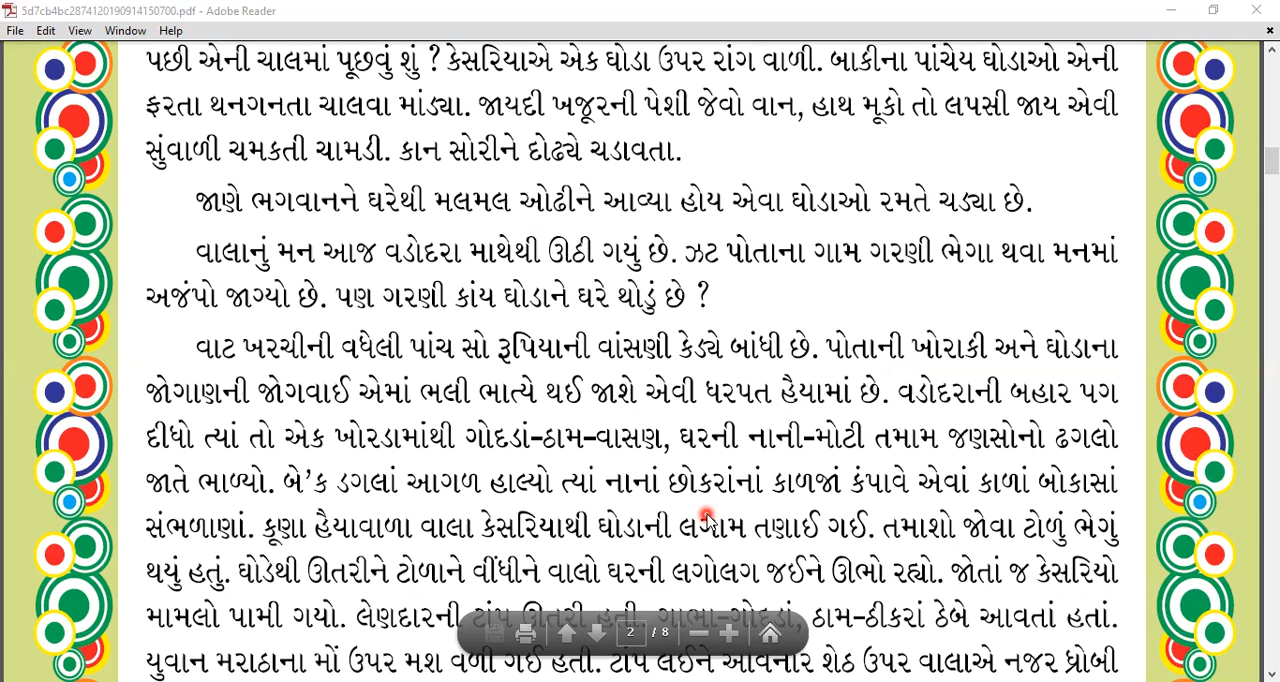 5d7cb4bc2874120190914150700.pdf - Adobe Reader
File Edit View Window Help
પછી એની ચાલમાં પૂછવું શું ? કેસરિયાએ એક ઘોડા ઉપર રાંગ વાળી. બાકીના પાંચેય ઘોડાઓ એની
ફરતા થનગનતા ચાલવા માંડ્યા. જાયદી ખજૂરની પેશી જેવો વાન, હાથ મૂકો તો લપસી જાય એવી
સુંવાળી ચમકતી ચામડી. કાન સોરીને દોઢ્યે ચડાવતા.
જાણે ભગવાનને ઘરેથી મલમલ ઓઢીને આવ્યા હોય એવા ઘોડાઓ રમતે ચડ્યા છે.
વાલાનું મન આજ વડોદરા માથેથી ઊઠી ગયું છે. ઝટ પોતાના ગામ ગરણી ભેગા થવા મનમાં
અજંપો જાગ્યો છે. પણ ગરણી કાંય ઘોડાને ઘરે થોડું છે ?
વાટ ખરચીની વધેલી પાંચ સો રૂપિયાની વાંસણી કેડ્યે બાંધી છે. પોતાની ખોરાકી અને ઘોડાના
જોગાણની જોગવાઈ એમાં ભલી ભાત્યે થઈ જાશે એવી ધરપત હૈયામાં છે. વડોદરાની બહાર પગ
દીધો ત્યાં તો એક ખોરડામાંથી ગોદડાં-ઠામ-વાસણ, ઘરની નાની-મોટી તમામ જણસોનો ઢગલો
જાતે ભાળ્યો. બે'ક ડગલાં આગળ હાલ્યો ત્યાં નાનાં છોકરાંનાં કાળજાં કંપાવે એવાં કાળાં બોકાસાં
સંભળાણાં. કૂણા હૈયાવાળા વાલા કેસરિયાથી ઘોડાની લગામ તણાઈ ગઈ. તમાશો જોવા ટોળું ભેગું
થયું હતું. ઘોડેથી ઊતરીને ટોળાને વીંધીને વાલો ઘરની લગોલગ જઈને ઊભો રહ્યો. જોતાં જ કેસરિયો
મામલો પામી ગયો. લેણદારની ટાંપ ઊતરી હતી. ગાભા-ગોદડાં, ઠામ-ઠીકરાં ઠેબે આવતાં હતાં.
2 / 8
યુવાન મરાઠાના મોં ઉપર મશ વળી ગઈ હતી. ટાંપ લઈને આવનાર શેઠ ઉપર વાલાએ નજર ધ્રોબી